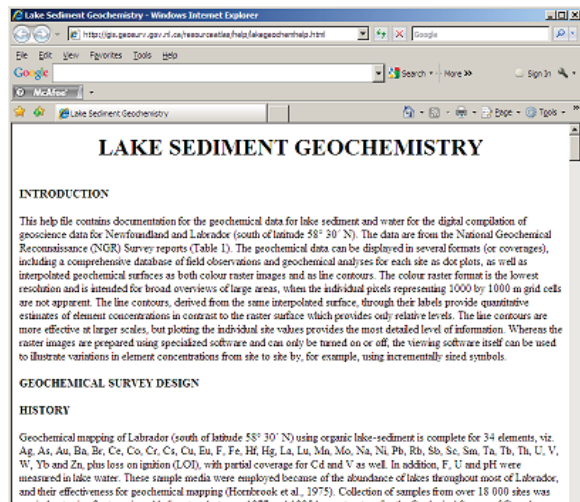 Lake Sediment Geochemistry - Windows Internet Explorer
http://gis.geosurv.gov.nl.ca/resourceatlas/help/lakegeochemhelp.html
Google
File Edit View Favorites Tools Help
Google Search More >> Sign In
McAfee
Lake Sediment Geochemistry Page Tools
LAKE SEDIMENT GEOCHEMISTRY
INTRODUCTION
This help file contains documentation for the geochemical data for lake sediment and water for the digital compilation of
geoscience data for Newfoundland and Labrador (south of latitude 58° 30´ N). The data are from the National Geochemical
Reconnaissance (NGR) Survey reports (Table 1). The geochemical data can be displayed in several formats (or coverages),
including a comprehensive database of field observations and geochemical analyses for each site as dot plots, as well as
interpolated geochemical surfaces as both colour raster images and as line contours. The colour raster format is the lowest
resolution and is intended for broad overviews of large areas, when the individual pixels representing 1000 by 1000 m grid cells
are not apparent. The line contours, derived from the same interpolated surface, through their labels provide quantitative
estimates of element concentrations in contrast to the raster surface which provides only relative levels. The line contours are
more effective at larger scales, but plotting the individual site values provides the most detailed level of information. Whereas the
raster images are prepared using specialized software and can only be turned on or off, the viewing software itself can be used
to illustrate variations in element concentrations from site to site by, for example, using incrementally sized symbols.
GEOCHEMICAL SURVEY DESIGN
HISTORY
Geochemical mapping of Labrador (south of latitude 58° 30´ N) using organic lake-sediment is complete for 34 elements, viz.
Ag, As, Au, Ba, Br, Ce, Co, Cr, Cs, Cu, Eu, F, Fe, Hf, Hg, La, Lu, Mn, Mo, Na, Ni, Pb, Rb, Sb, Sc, Sm, Ta, Tb, Th, U, V,
W, Yb and Zn, plus loss on ignition (LOI), with partial coverage for Cd and V as well. In addition, F, U and pH were
measured in lake water. These sample media were employed because of the abundance of lakes throughout most of Labrador,
and their effectiveness for geochemical mapping (Hornbrook et al., 1975). Collection of samples from over 18 000 sites was